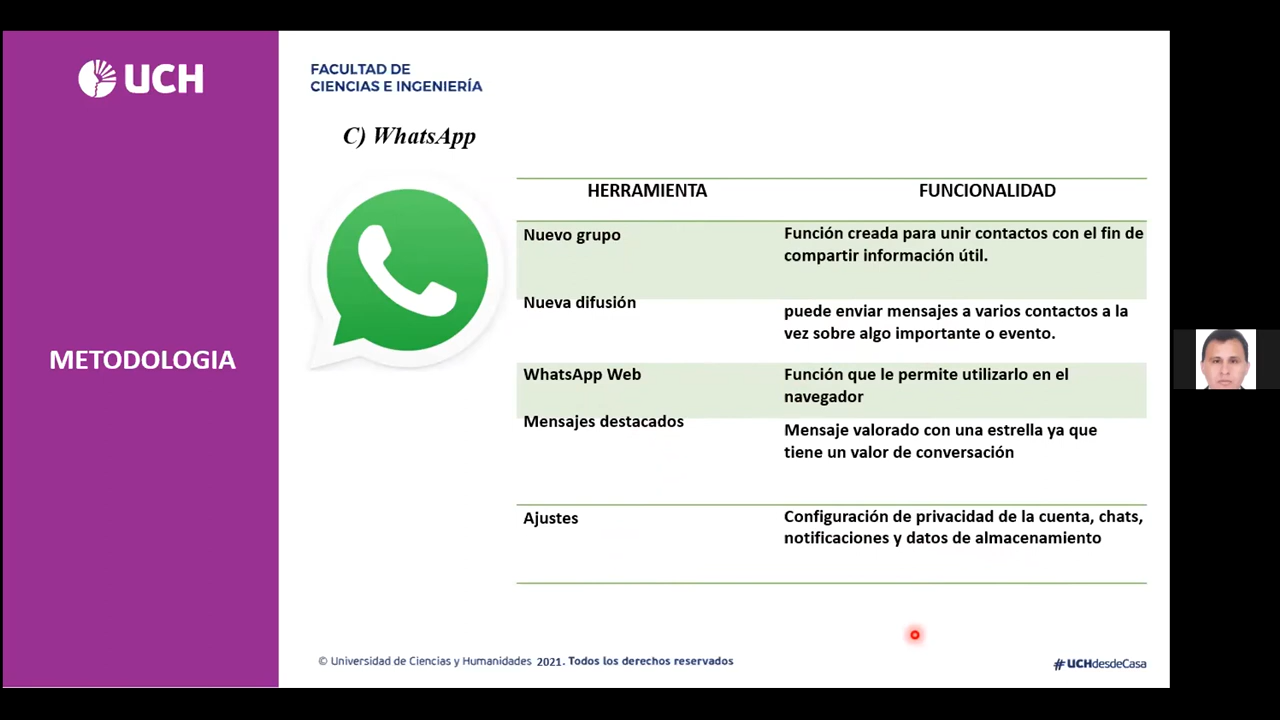 UCH
FACULTAD DE
CIENCIAS E INGENIERÍA
C) WhatsApp
METODOLOGIA
HERRAMIENTA FUNCIONALIDAD
Nuevo grupo
Función creada para unir contactos con el fin de
compartir información útil.
Nueva difusión
puede enviar mensajes a varios contactos a la
vez sobre algo importante o evento.
WhatsApp Web
Función que le permite utilizarlo en el
navegador
Mensajes destacados
Mensaje valorado con una estrella ya que
tiene un valor de conversación
Ajustes
Configuración de privacidad de la cuenta, chats,
notificaciones y datos de almacenamiento
© Universidad de Ciencias y Humanidades 2021. Todos los derechos reservados
#UCHdesdeCasa